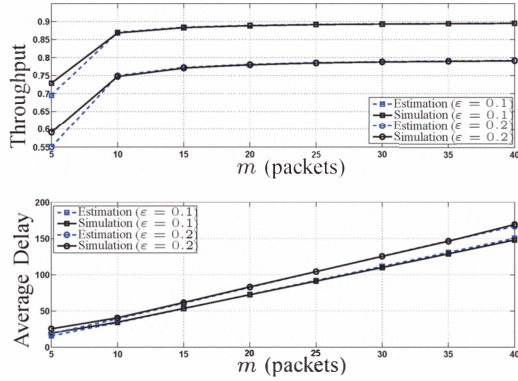 Throughput
0.9
0.85
0.8
0.75
0.7
0.65
0.6
0.55
5 10 15 20 25 30 35 40
m (packets)
Estimation (ε = 0.1)
Simulation (ε = 0.1)
Estimation (ε = 0.2)
Simulation (ε = 0.2)
Average Delay
200
150
100
50
0
Estimation (ε = 0.1)
Simulation (ε = 0.1)
Estimation (ε = 0.2)
Simulation (ε = 0.2)
5 10 15 20 25 30 35 40
m (packets)